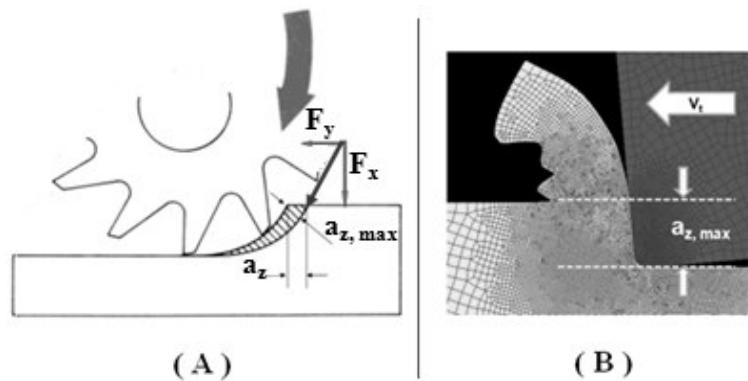 F_y
F_x
a_z, max
a_z
( A )
v_t
a_z, max
( B )